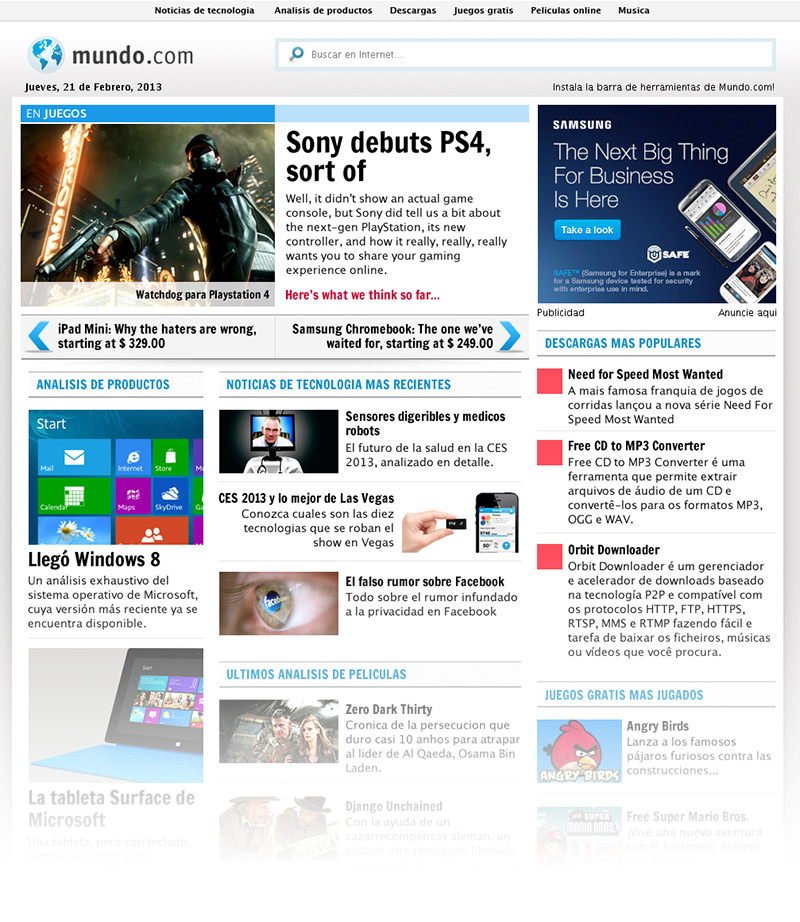 Noticias de tecnologia   Analisis de productos   Descargas   Juegos gratis   Peliculas online   Musica
mundo.com
Buscar en Internet...
Jueves, 21 de Febrero, 2013
Instala la barra de herramientas de Mundo.com!
EN JUEGOS
Watchdog para Playstation 4
Sony debuts PS4,
sort of
Well, it didn't show an actual game
console, but Sony did tell us a bit about
the next-gen PlayStation, its new
controller, and how it really, really, really
wants you to share your gaming
experience online.
Here's what we think so far...
iPad Mini: Why the haters are wrong,
starting at $ 329.00
Samsung Chromebook: The one we've
waited for, starting at $ 249.00
SAMSUNG
The Next Big Thing
For Business
Is Here
Take a look
SAFE
SAFE™ (Samsung for Enterprise) is a mark
for a Samsung device tested for security
with enterprise use in mind.
Publicidad
Anuncie aqui
ANALISIS DE PRODUCTOS
Start
Mail
Internet
Store
Calendar
Maps
SkyDrive
Llegó Windows 8
Un análisis exhaustivo del
sistema operativo de Microsoft,
cuya versión más reciente ya se
encuentra disponible.
Start
La tableta Surface de
Microsoft
Una tableta, pero con teclado,
NOTICIAS DE TECNOLOGIA MAS RECIENTES
Sensores digeribles y medicos
robots
El futuro de la salud en la CES
2013, analizado en detalle.
CES 2013 y lo mejor de Las Vegas
Conozca cuales son las diez
tecnologias que se roban el
show en Vegas
El falso rumor sobre Facebook
Todo sobre el rumor infundado
a la privacidad en Facebook
ULTIMOS ANALISIS DE PELICULAS
Zero Dark Thirty
Cronica de la persecucion que
duro casi 10 anhos para atrapar
al lider de Al Qaeda, Osama Bin
Laden.
Django Unchained
Con la ayuda de un
cazarrecompensas aleman, un
esclavo afroamericano liberado
DESCARGAS MAS POPULARES
Need for Speed Most Wanted
A mais famosa franquia de jogos de
corridas lançou a nova série Need For
Speed Most Wanted
Free CD to MP3 Converter
Free CD to MP3 Converter é uma
ferramenta que permite extrair
arquivos de áudio de um CD e
convertê-los para os formatos MP3,
OGG e WAV.
Orbit Downloader
Orbit Downloader é um gerenciador
e acelerador de downloads baseado
na tecnología P2P e compatível com
os protocolos HTTP, FTP, HTTPS,
RTSP, MMS e RTMP fazendo fácil e
tarefa de baixar os ficheiros, músicas
ou vídeos que você procura.
JUEGOS GRATIS MAS JUGADOS
ANGRY BIRDS
Angry Birds
Lanza a los famosos
pájaros furiosos contra las
construcciones...
SUPER
MARIO BROS.
Free Super Mario Bros.
¡Vive una nueva aventura
con el fontanero italiano